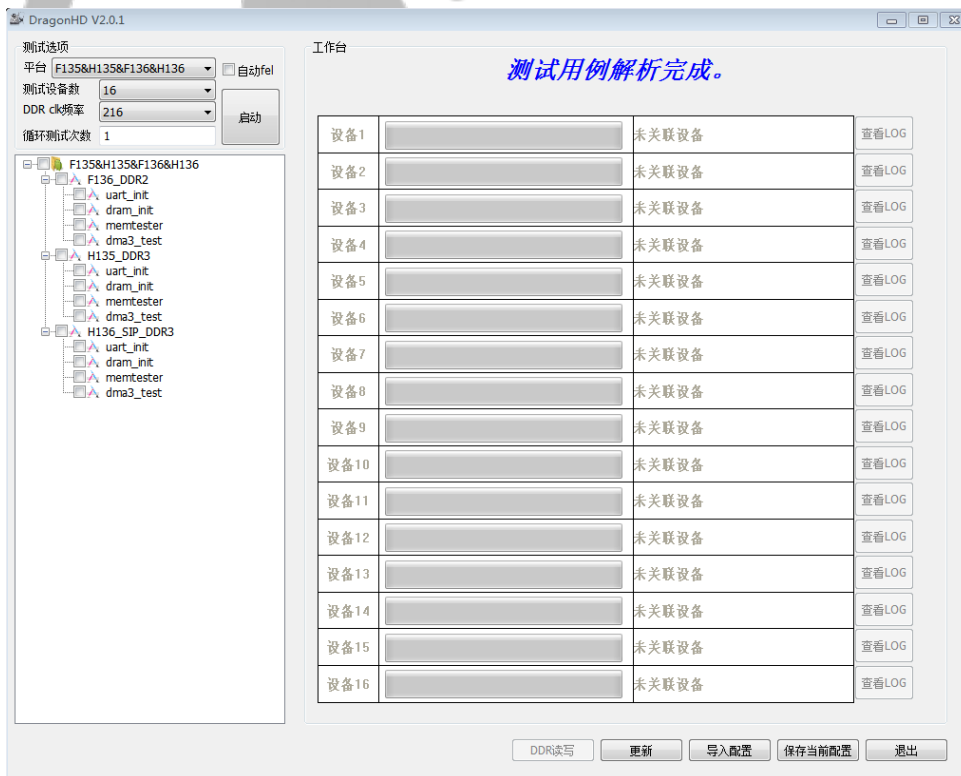 DragonHD V2.0.1
测试选项
平台 F135&H135&F136&H136 自动fel
测试设备数 16
DDR clk频率 216
启动
循环测试次数 1
F135&H135&F136&H136
F136_DDR2
uart_init
dram_init
memtester
dma3_test
H135_DDR3
uart_init
dram_init
memtester
dma3_test
H136_SIP_DDR3
uart_init
dram_init
memtester
dma3_test
工作台
测试用例解析完成。
设备1 未关联设备 查看LOG
设备2 未关联设备 查看LOG
设备3 未关联设备 查看LOG
设备4 未关联设备 查看LOG
设备5 未关联设备 查看LOG
设备6 未关联设备 查看LOG
设备7 未关联设备 查看LOG
设备8 未关联设备 查看LOG
设备9 未关联设备 查看LOG
设备10 未关联设备 查看LOG
设备11 未关联设备 查看LOG
设备12 未关联设备 查看LOG
设备13 未关联设备 查看LOG
设备14 未关联设备 查看LOG
设备15 未关联设备 查看LOG
设备16 未关联设备 查看LOG
DDR读写 更新 导入配置 保存当前配置 退出